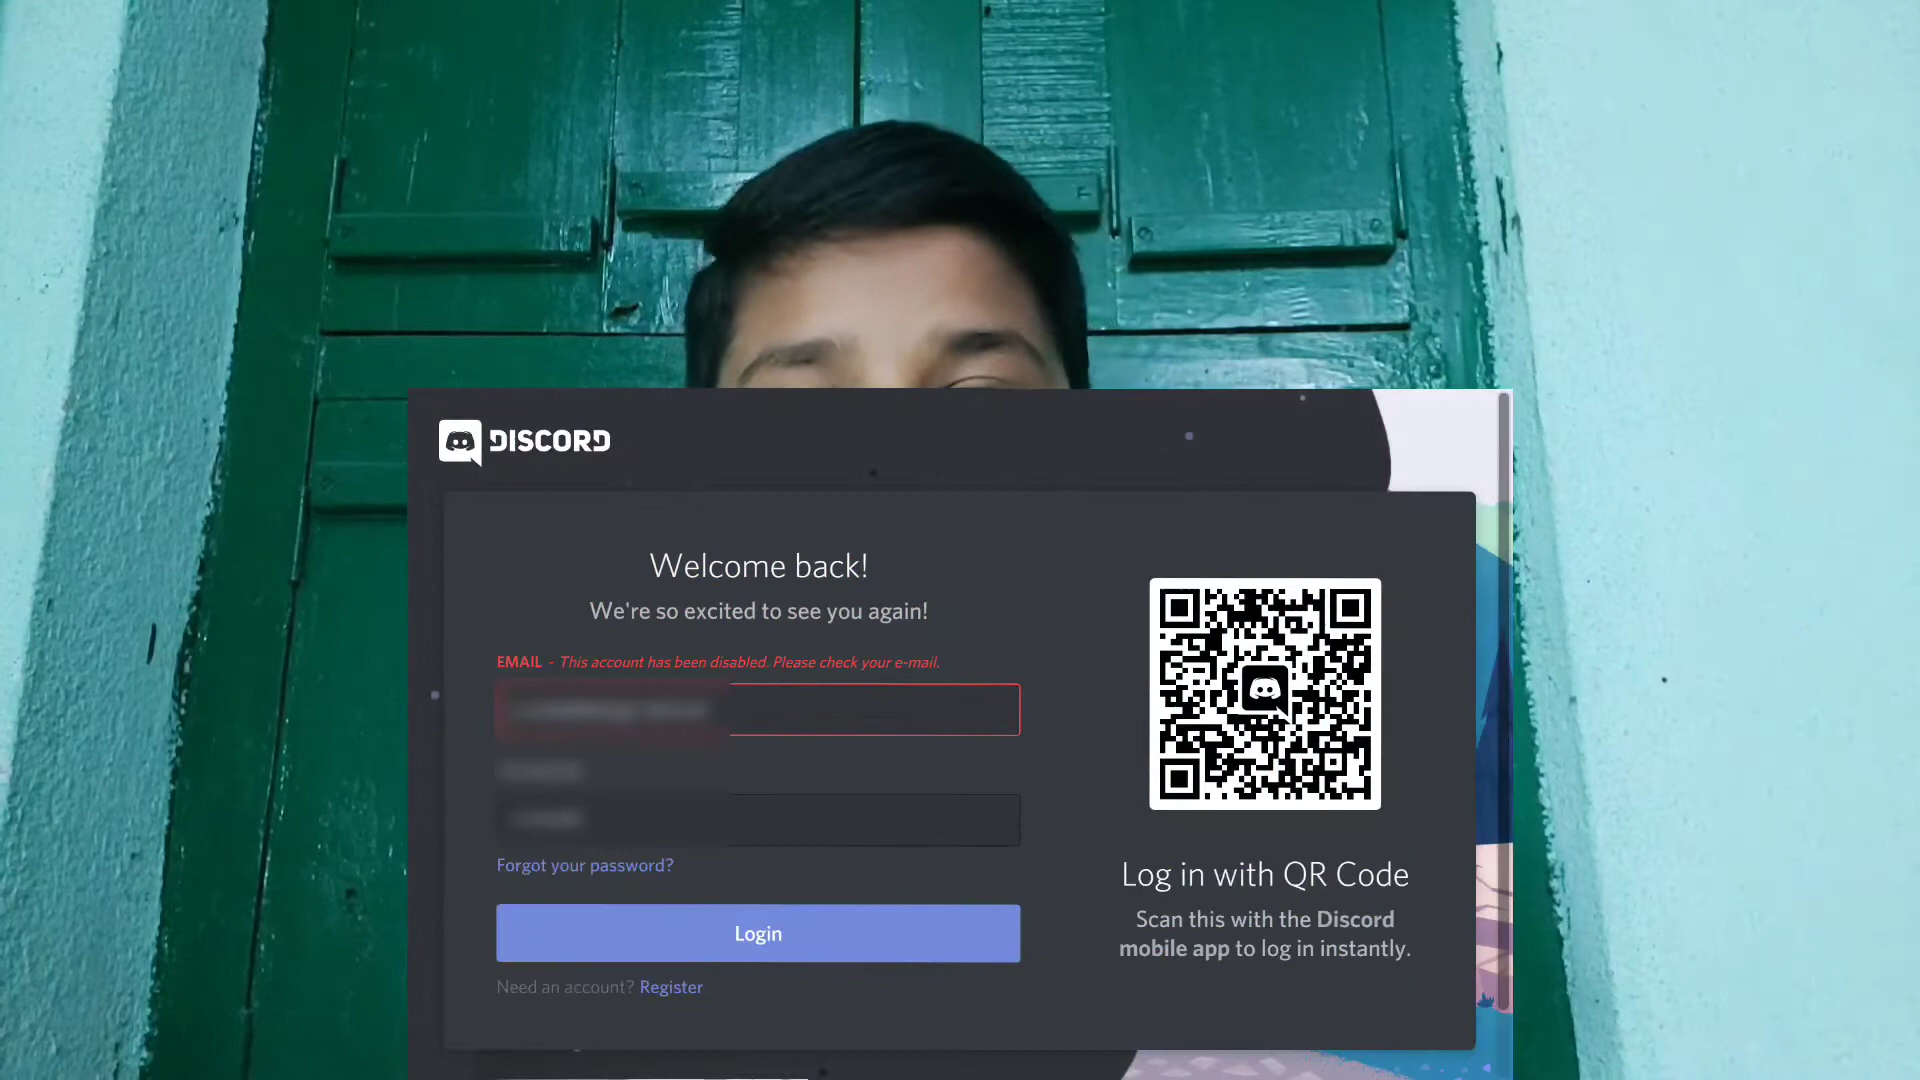 DISCORD
Welcome back!
We're so excited to see you again!
EMAIL - This account has been disabled. Please check your e-mail.
Forgot your password?
Login
Need an account? Register
Log in with QR Code
Scan this with the Discord
mobile app to log in instantly.